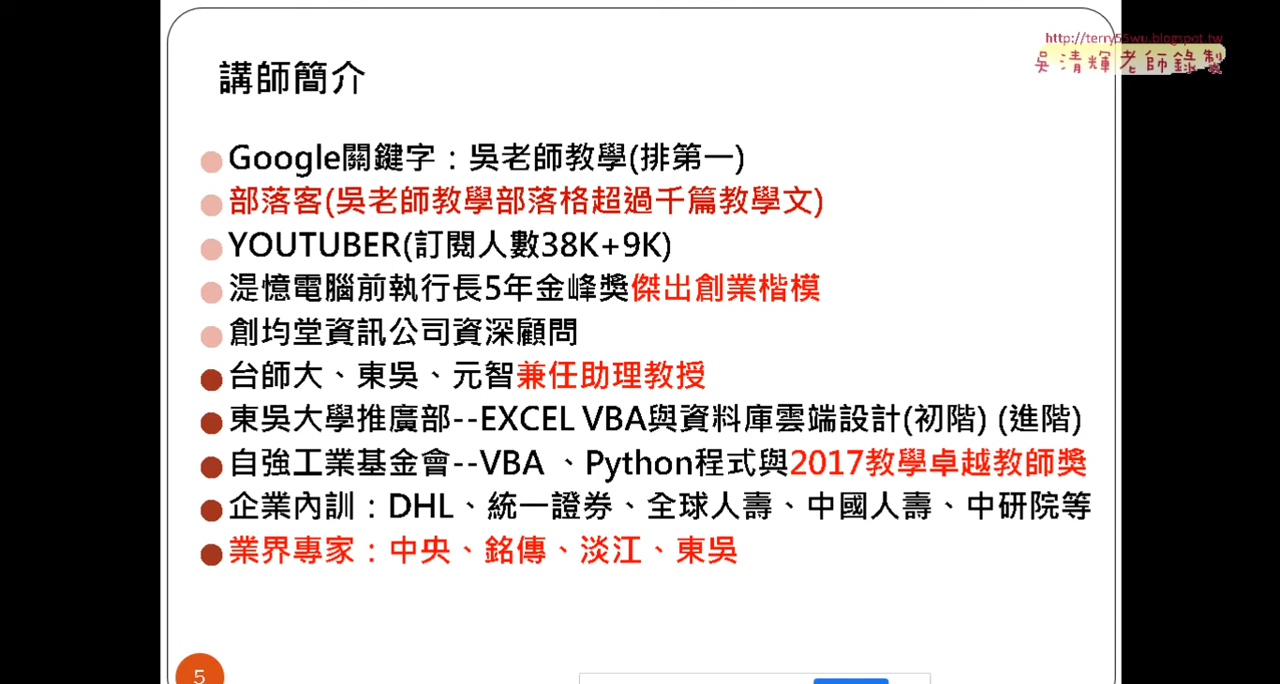 http://terry55wu.blogspot.tw
吳清輝老師錄製
講師簡介
Google關鍵字：吳老師教學(排第一)
部落客(吳老師教學部落格超過千篇教學文)
YOUTUBER(訂閱人數38K+9K)
湜憶電腦前執行長5年金峰獎傑出創業楷模
創均堂資訊公司資深顧問
台師大、東吳、元智兼任助理教授
東吳大學推廣部--EXCEL VBA與資料庫雲端設計(初階) (進階)
自強工業基金會--VBA 、Python程式與2017教學卓越教師獎
企業內訓：DHL、統一證券、全球人壽、中國人壽、中研院等
業界專家：中央、銘傳、淡江、東吳
5